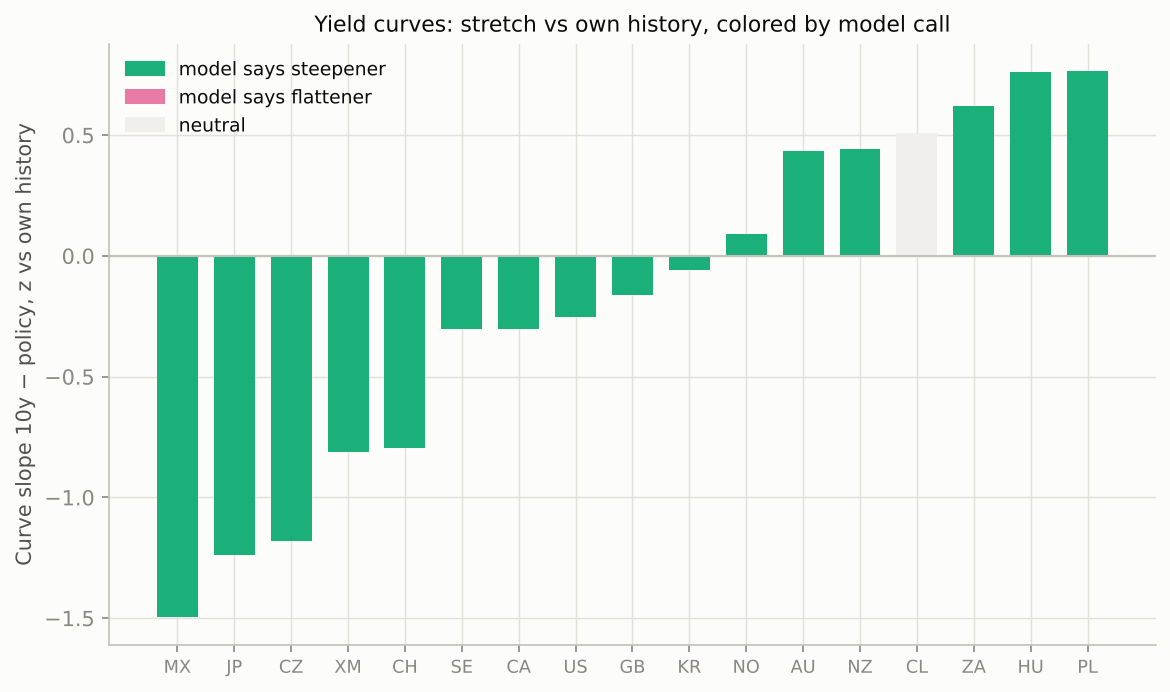 Yield curves: stretch vs own history, colored by model call
model says steepener
model says flattener
neutral
Curve slope 10y — policy, z vs own history
0.5
0.0
−0.5
−1.0
−1.5
MX JP CZ XM CH SE CA US GB KR NO AU NZ CL ZA HU PL